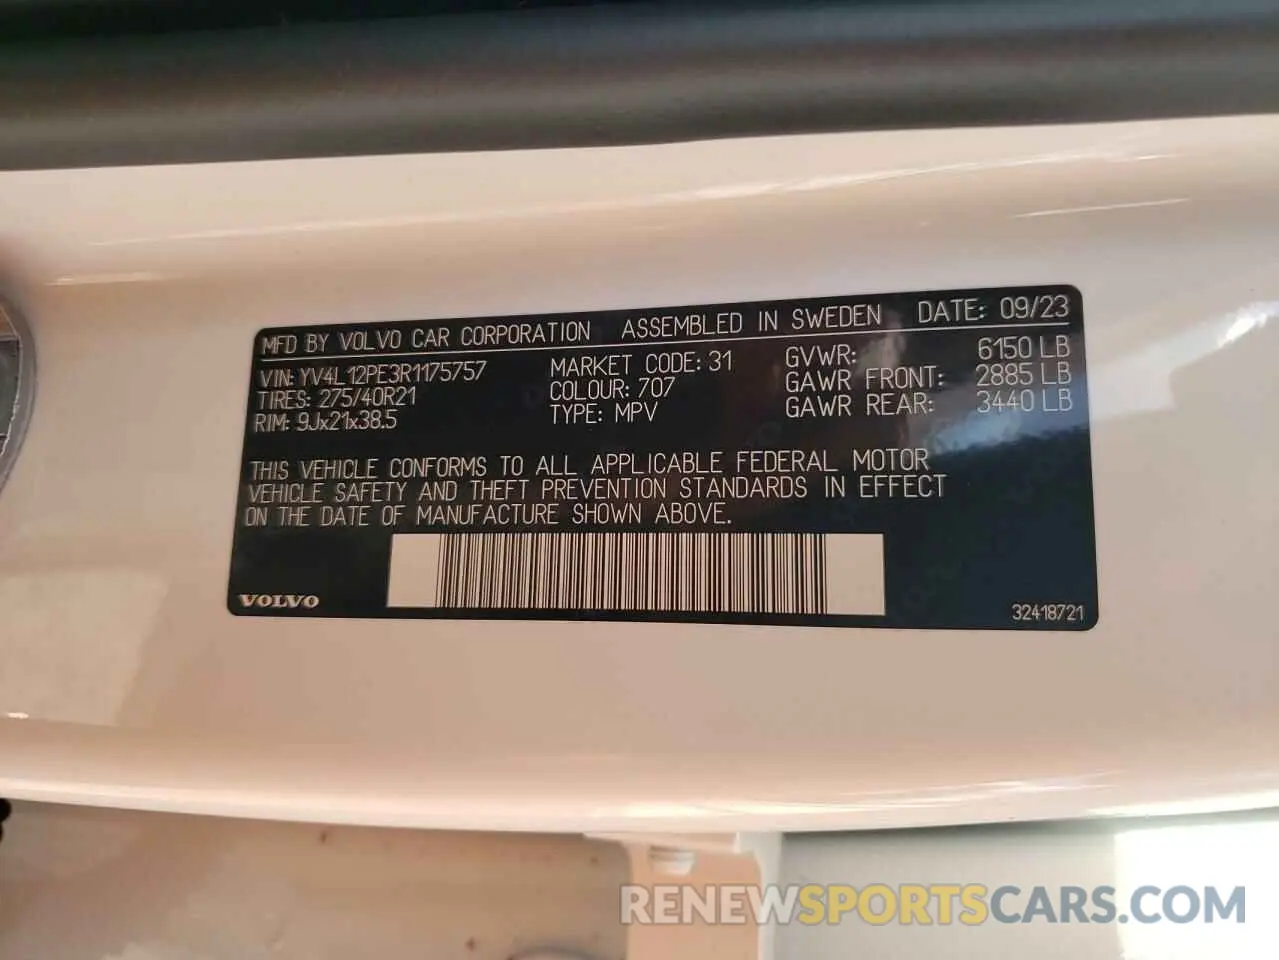 MFD BY VOLVO CAR CORPORATION ASSEMBLED IN SWEDEN DATE: 09/23
VIN: YV4L12PE3R1175757 MARKET CODE: 31 GVWR: 6150 LB
TIRES: 275/40R21 COLOUR: 707 GAWR FRONT: 2885 LB
RIM: 9Jx21x38.5 TYPE: MPV GAWR REAR: 3440 LB
THIS VEHICLE CONFORMS TO ALL APPLICABLE FEDERAL MOTOR
VEHICLE SAFETY AND THEFT PREVENTION STANDARDS IN EFFECT
ON THE DATE OF MANUFACTURE SHOWN ABOVE.
VOLVO 32418721
RENEWSPORTSCARS.COM